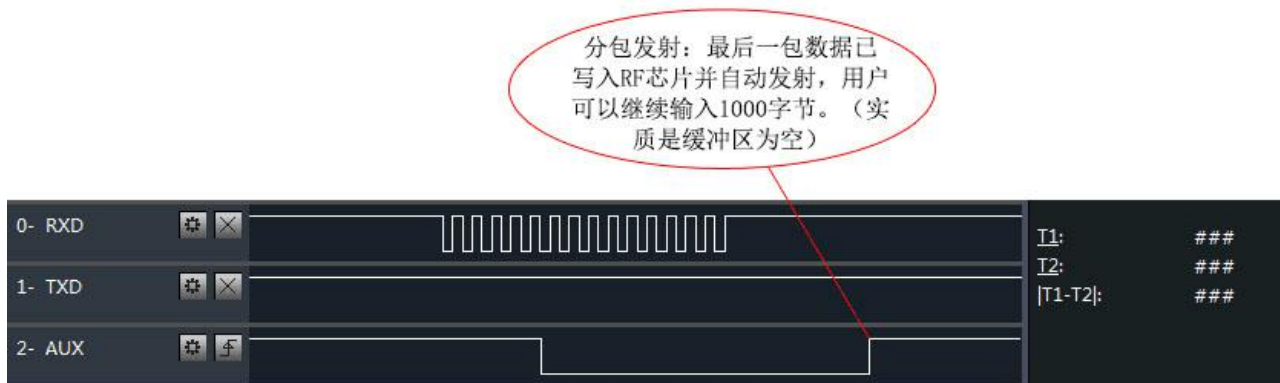 分包发射：最后一包数据已
写入RF芯片并自动发射，用户
可以继续输入1000字节。（实
质是缓冲区为空）
0- RXD
T1: ###
1- TXD
T2: ###
|T1-T2|: ###
2- AUX